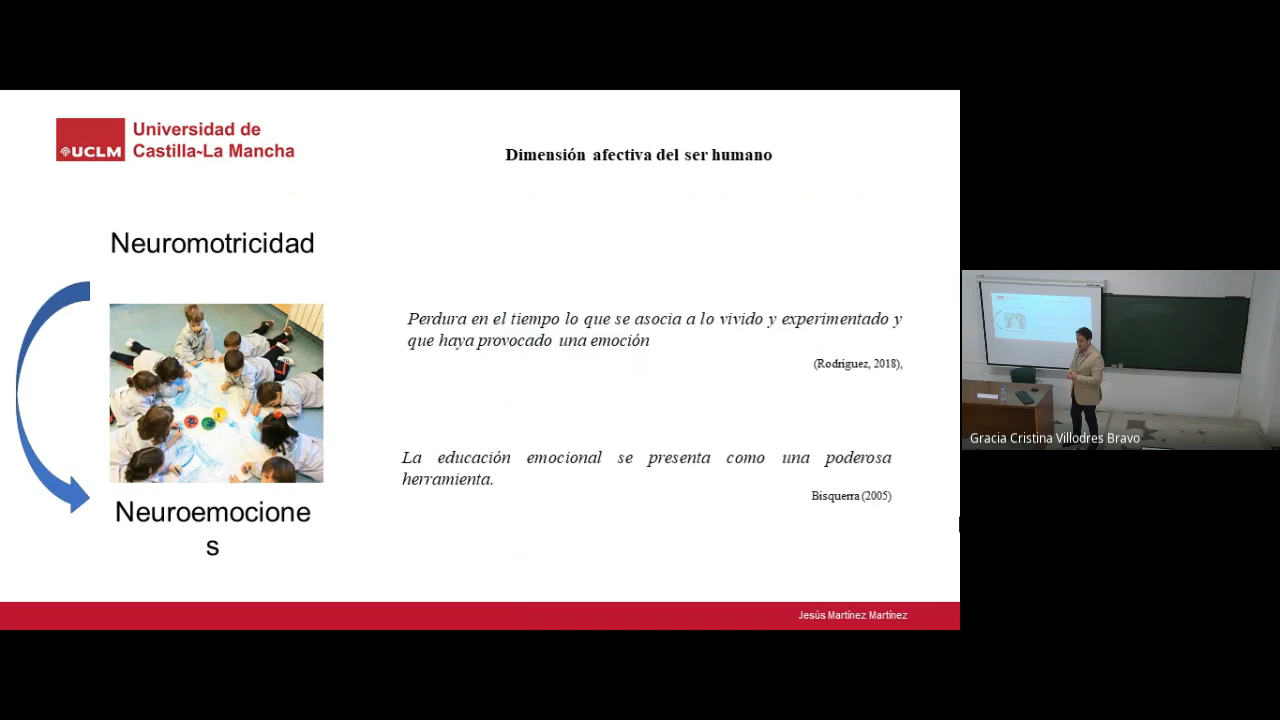 UCLM
Universidad de
Castilla-La Mancha
Dimensión afectiva del ser humano
Neuromotricidad
Perdura en el tiempo lo que se asocia a lo vivido y experimentado y
que haya provocado una emoción
(Rodríguez, 2018),
La educación emocional se presenta como una poderosa
herramienta.
Bisquerra (2005)
Neuroemocione
s
Jesús Martínez Martínez
Gracia Cristina Villodres Bravo